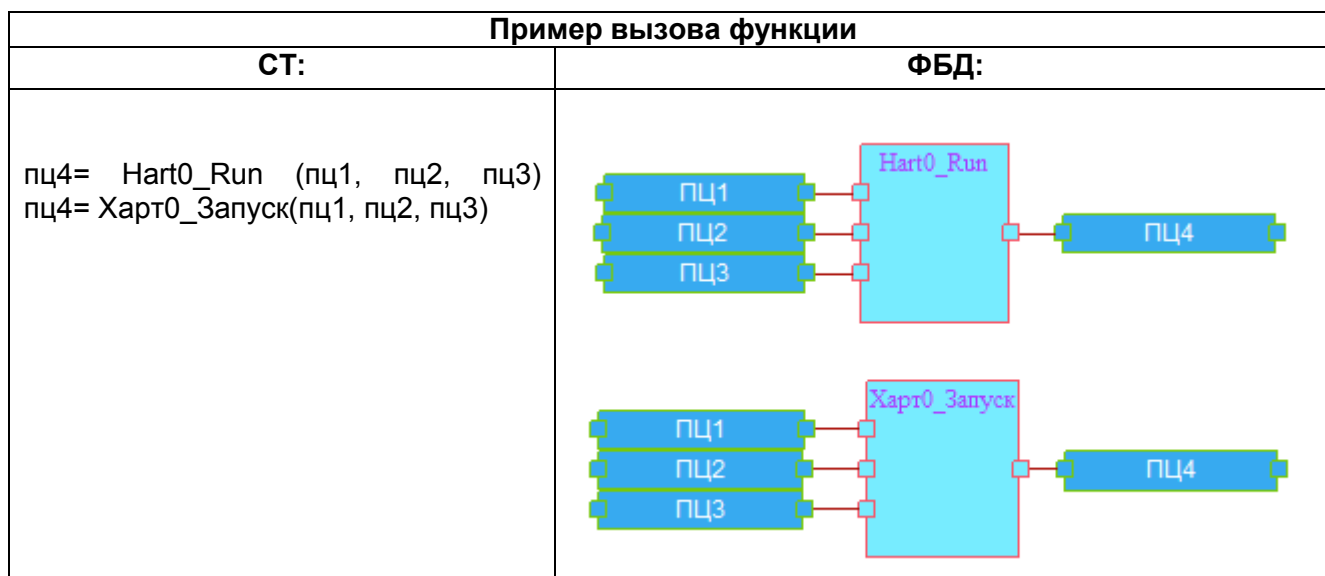 Пример вызова функции
СТ:
ФБД:
пц4= Hart0_Run (пц1, пц2, пц3)
пц4= Харт0_Запуск(пц1, пц2, пц3)
Hart0_Run
ПЦ1
ПЦ2
ПЦ3
ПЦ4
Харт0_Запуск
ПЦ1
ПЦ2
ПЦ3
ПЦ4